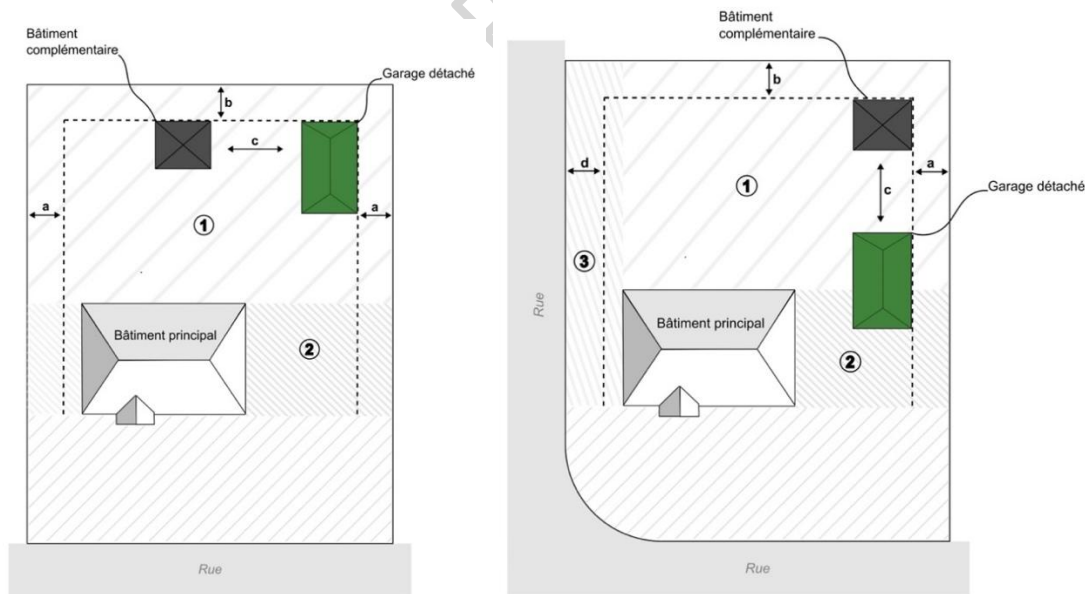 Bâtiment
complémentaire
Garage détaché
b
c
a
a
1
Bâtiment principal
2
Rue
Bâtiment
complémentaire
b
d
a
1
c
Garage détaché
3
Rue
Bâtiment principal
2
Rue